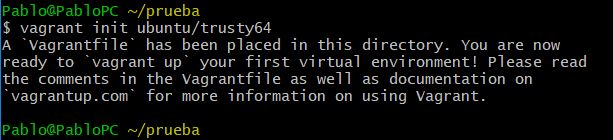 Pablo@PabloPC ~/prueba
$ vagrant init ubuntu/trusty64
A `Vagrantfile` has been placed in this directory. You are now
ready to `vagrant up` your first virtual environment! Please read
the comments in the Vagrantfile as well as documentation on
`vagrantup.com` for more information on using Vagrant.
Pablo@PabloPC ~/prueba